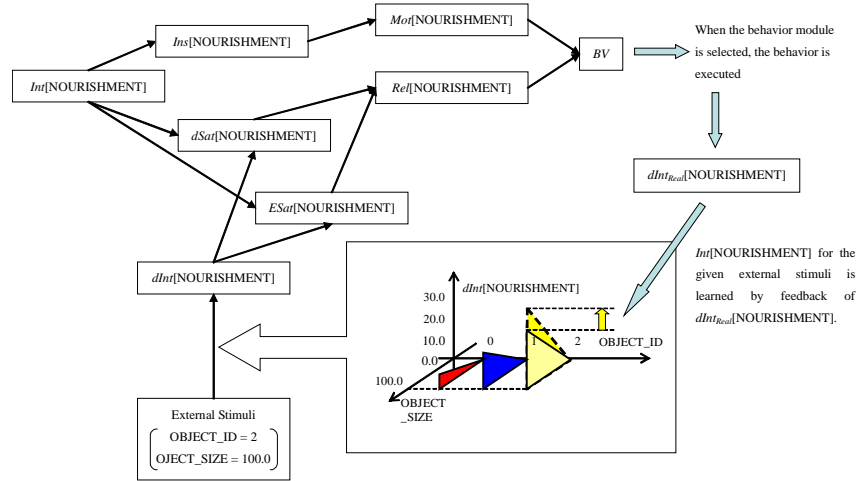 Mot[NOURISHMENT]
Ins[NOURISHMENT]
BV
When the behavior module
is selected, the behavior is
executed
Int[NOURISHMENT]
Rel[NOURISHMENT]
dSat[NOURISHMENT]
dIntReal[NOURISHMENT]
ESat[NOURISHMENT]
Int[NOURISHMENT] for the
given external stimuli is
learned by feedback of
dIntReal[NOURISHMENT].
dInt[NOURISHMENT]
dInt[NOURISHMENT]
30.0
20.0
10.0
0.0
0 1 2 OBJECT_ID
100.0
OBJECT
_SIZE
External Stimuli
OBJECT_ID = 2
OJECT_SIZE = 100.0